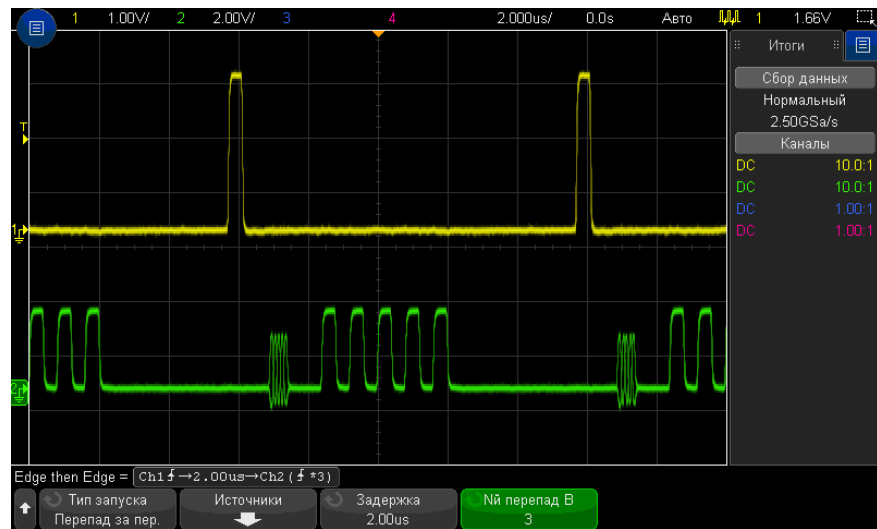 1 1.00V/ 2 2.00V/ 3 4 2.000us/ 0.0s Авто 1 1.66V
Итоги
Сбор данных
Нормальный
2.50GSa/s
Каналы
DC 10.0:1
DC 10.0:1
DC 1.00:1
DC 1.00:1
T
1
2
Edge then Edge = Ch1→2.00us→Ch2(*3)
Тип запуска
Перепад за пер.
Источники
Задержка
2.00us
Nй перепад В
3